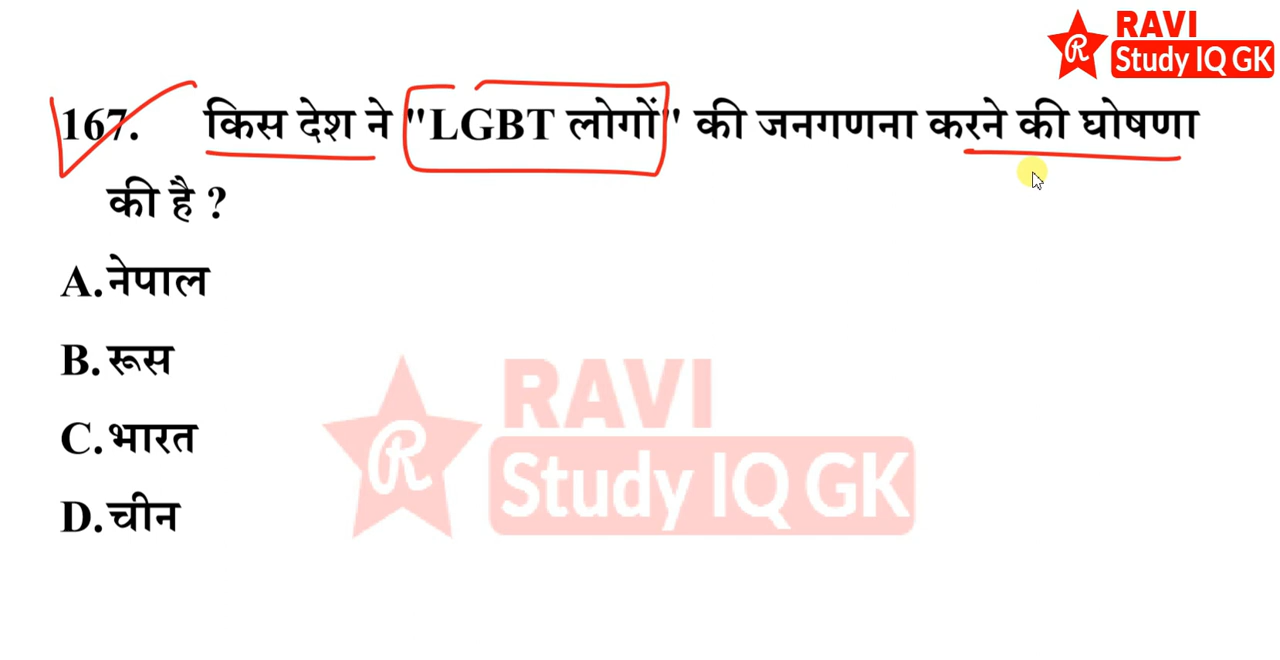 RAVI
Study IQ GK
167. किस देश ने "LGBT लोगों" की जनगणना करने की घोषणा
की है ?
A. नेपाल
B. रूस
C. भारत
D. चीन
RAVI
Study IQ GK